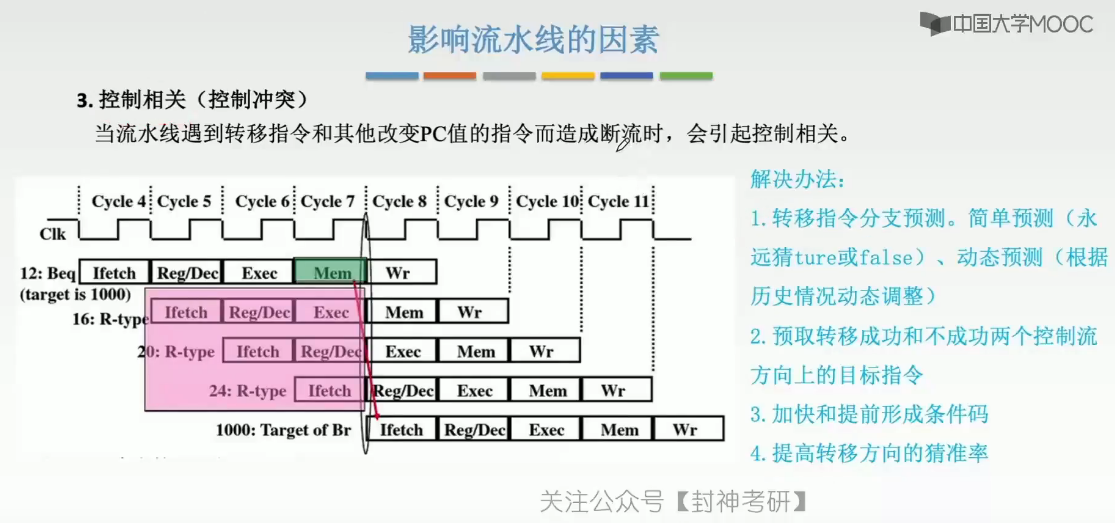 中国大学MOOC
影响流水线的因素
3. 控制相关（控制冲突）
当流水线遇到转移指令和其他改变PC值的指令而造成断流时，会引起控制相关。
Cycle 4 Cycle 5 Cycle 6 Cycle 7 Cycle 8 Cycle 9 Cycle 10 Cycle 11
Clk
12: Beq Ifetch Reg/Dec Exec Mem Wr
(target is 1000)
16: R-type Ifetch Reg/Dec Exec Mem Wr
20: R-type Ifetch Reg/Dec Exec Mem Wr
24: R-type Ifetch Reg/Dec Exec Mem Wr
1000: Target of Br Ifetch Reg/Dec Exec Mem Wr
解决办法：
1.转移指令分支预测。简单预测（永
远猜ture或false）、动态预测（根据
历史情况动态调整）
2.预取转移成功和不成功两个控制流
方向上的目标指令
3.加快和提前形成条件码
4.提高转移方向的猜准率
关注公众号【封神考研】